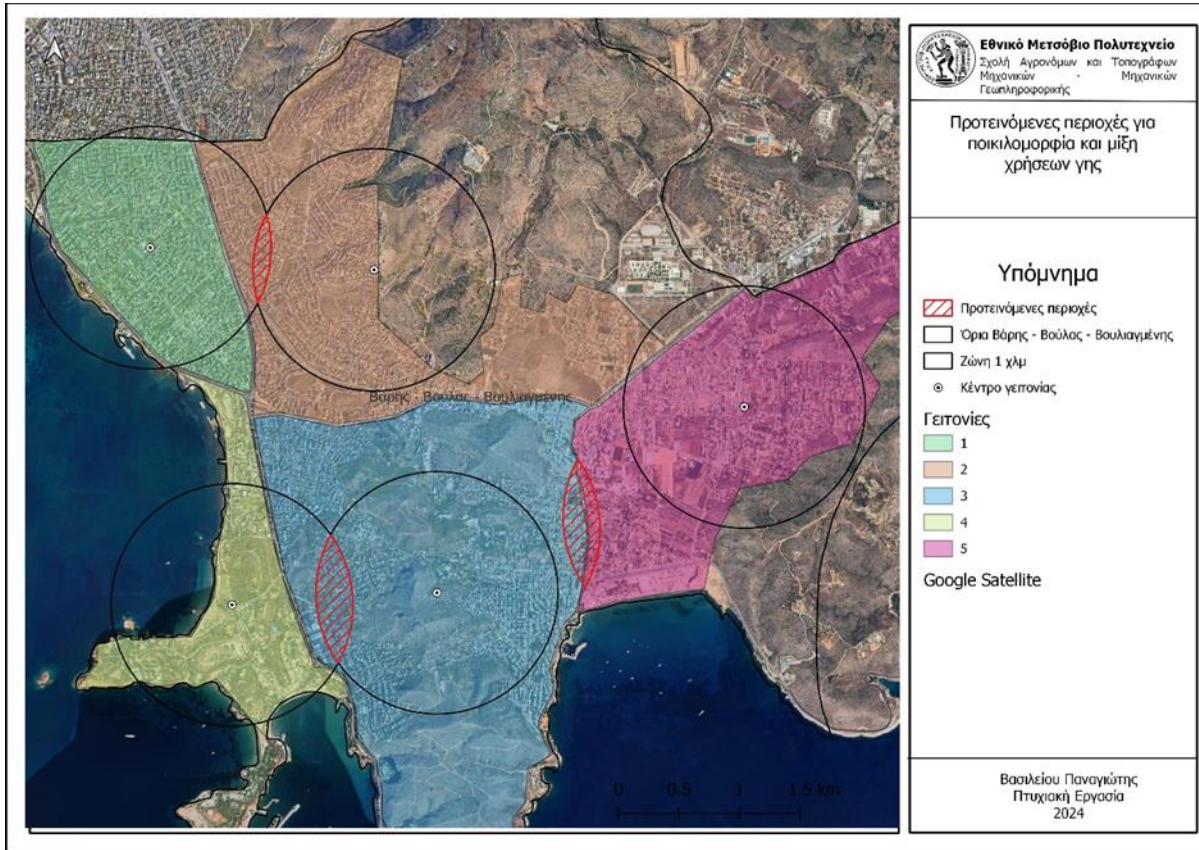 Εθνικό Μετσόβιο Πολυτεχνείο
Σχολή Αγρονόμων και Τοπογράφων
Μηχανικών - Μηχανικών
Γεωπληροφορικής
Προτεινόμενες περιοχές για
ποικιλομορφία και μίξη
χρήσεων γης
Υπόμνημα
Προτεινόμενες περιοχές
Όρια Βάρης - Βούλας - Βουλιαγμένης
Ζώνη 1 χλμ
Κέντρο γειτονίας
Γειτονίες
1
2
3
4
5
Google Satellite
Βάρης - Βούλας - Βουλιαγμένης
0 0.5 1 1.5 km
Βασιλείου Παναγιώτης
Πτυχιακή Εργασία
2024